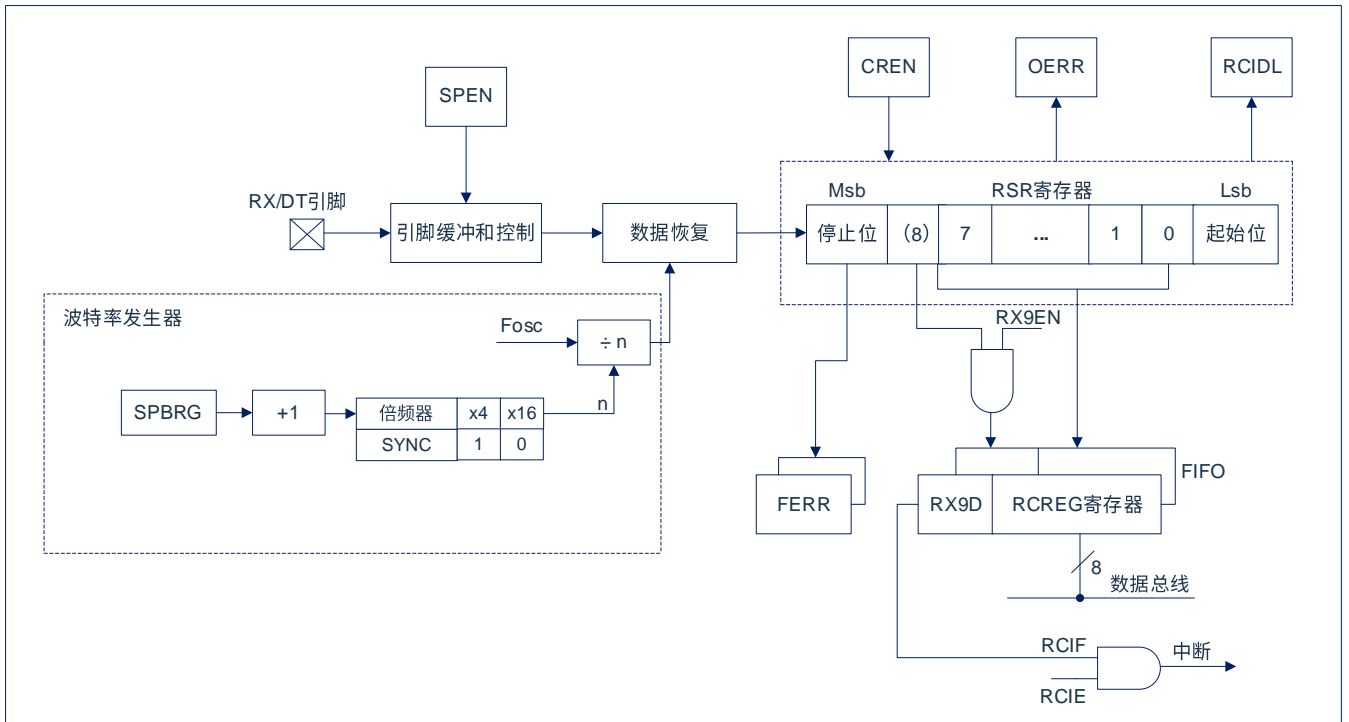 CREN
OERR
RCIDL
SPEN
Msb
RSR寄存器
Lsb
RX/DT引脚
引脚缓冲和控制
数据恢复
停止位
(8)
7
...
1
0
起始位
波特率发生器
Fosc
÷ n
RX9EN
SPBRG
+1
倍频器
x4
x16
n
SYNC
1
0
FIFO
FERR
RX9D
RCREG寄存器
8
数据总线
RCIF
中断
RCIE